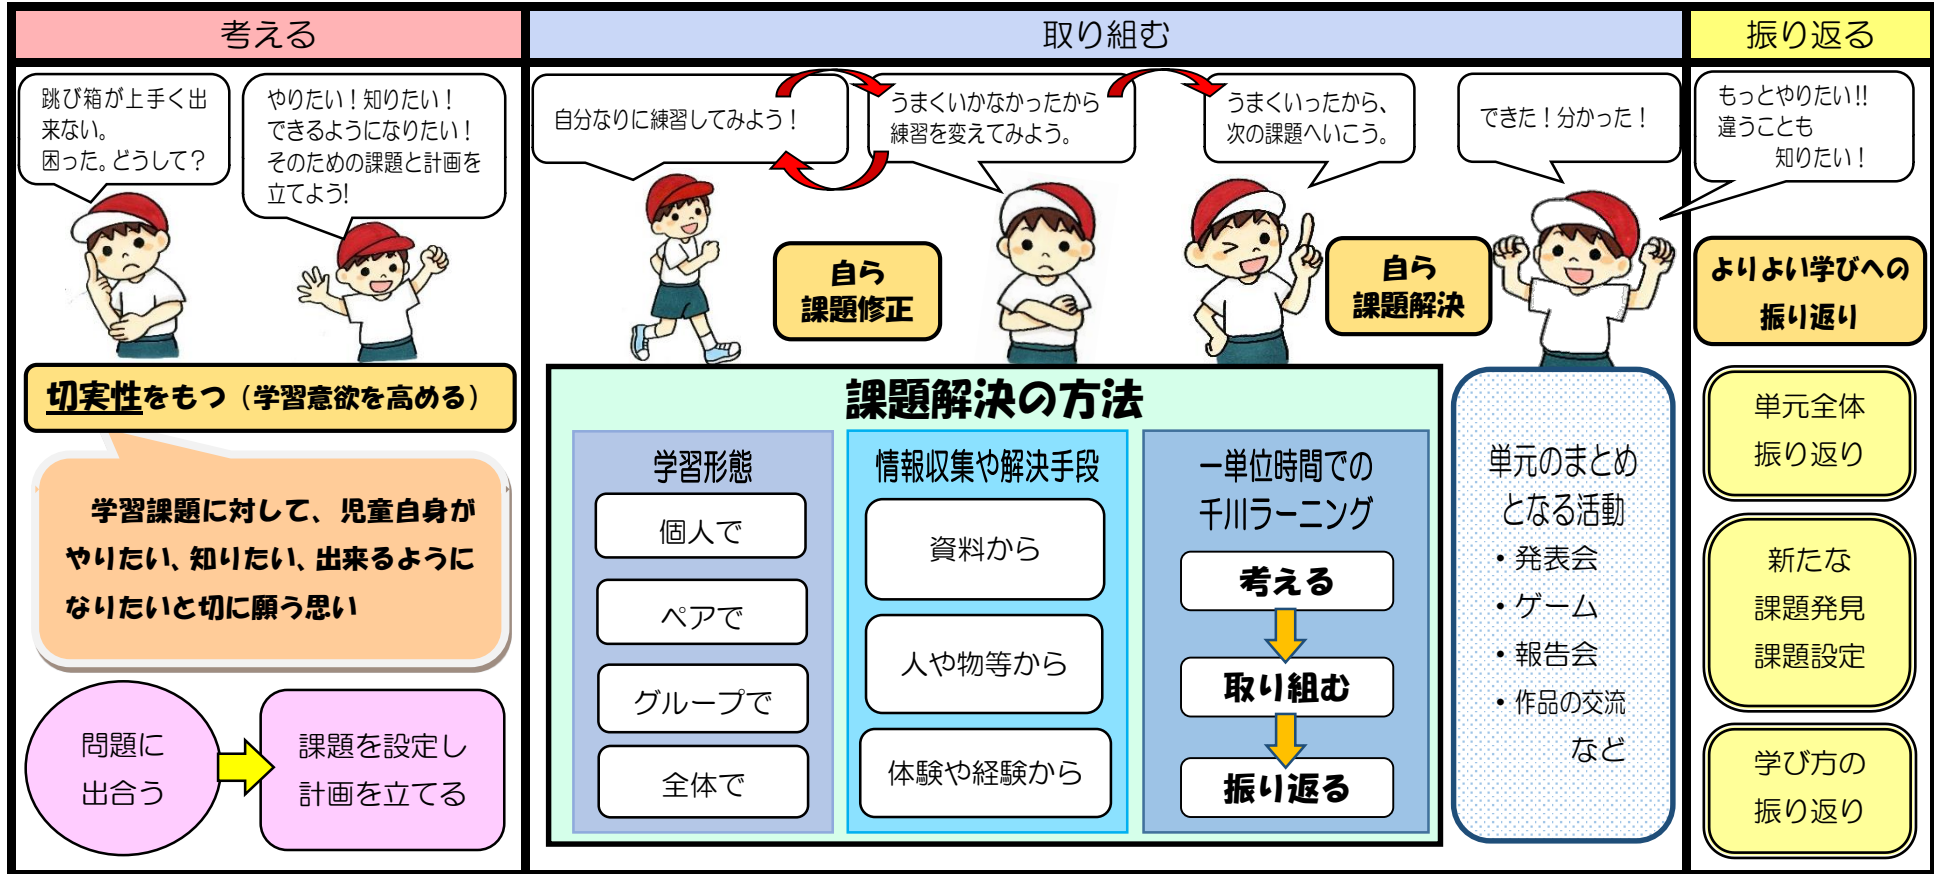 考える
取り組む
振り返る
跳び箱が上手く出
来ない。
困った。どうして？
やりたい！知りたい！
できるようになりたい！
そのための課題と計画を
立てよう!
自分なりに練習してみよう！
うまくいかなかったから
練習を変えてみよう。
うまくいったから、
次の課題へいこう。
できた！分かった！
もっとやりたい!!
違うことも
知りたい！
自ら
課題修正
自ら
課題解決
よりよい学びへの
振り返り
切実性をもつ（学習意欲を高める）
学習課題に対して、児童自身が
やりたい、知りたい、出来るように
なりたいと切に願う思い
問題に
出合う
課題を設定し
計画を立てる
課題解決の方法
学習形態
個人で
ペアで
グループで
全体で
情報収集や解決手段
資料から
人や物等から
体験や経験から
一単位時間での
千川ラーニング
考える
取り組む
振り返る
単元のまとめ
となる活動
・発表会
・ゲーム
・報告会
・作品の交流
など
単元全体
振り返り
新たな
課題発見
課題設定
学び方の
振り返り